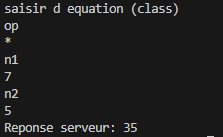 saisir d equation (class)
op
*
n1
7
n2
5
Reponse serveur: 35